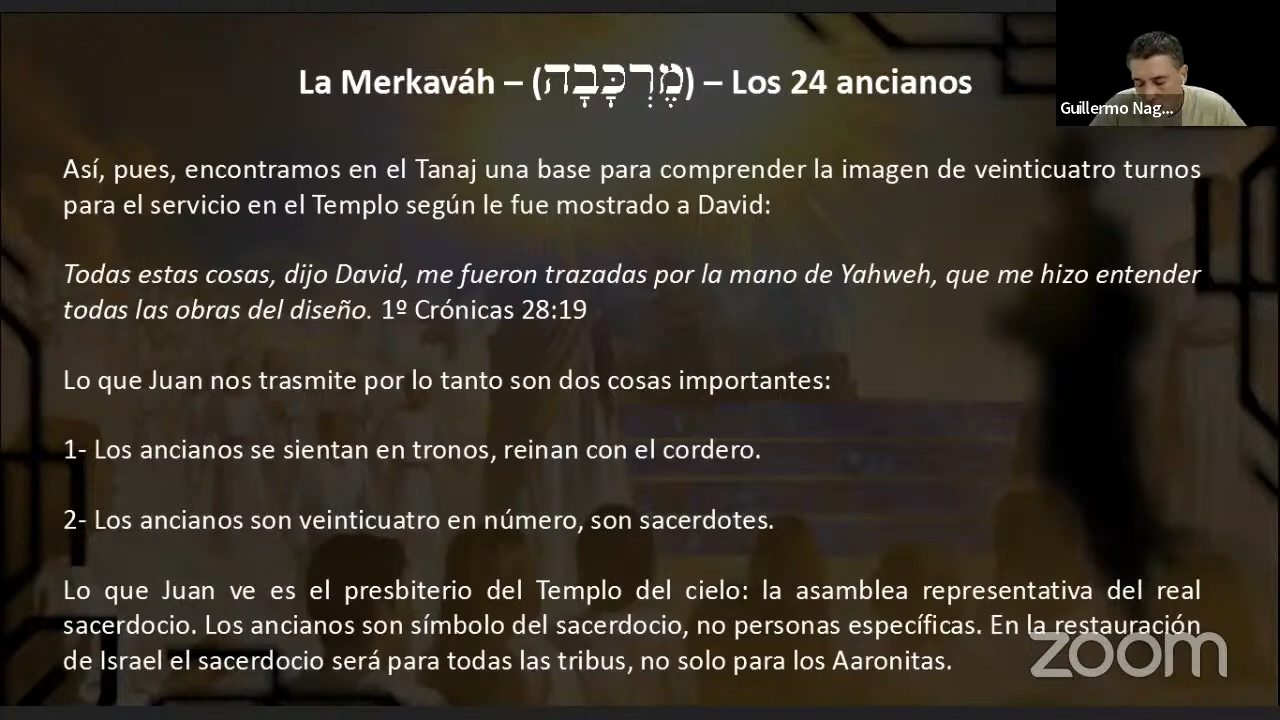 La Merkaváh – (מֶרְכָּבָה) – Los 24 ancianos
Guillermo Nag...
Así, pues, encontramos en el Tanaj una base para comprender la imagen de veinticuatro turnos
para el servicio en el Templo según le fue mostrado a David:
Todas estas cosas, dijo David, me fueron trazadas por la mano de Yahweh, que me hizo entender
todas las obras del diseño. 1º Crónicas 28:19
Lo que Juan nos trasmite por lo tanto son dos cosas importantes:
1- Los ancianos se sientan en tronos, reinan con el cordero.
2- Los ancianos son veinticuatro en número, son sacerdotes.
Lo que Juan ve es el presbiterio del Templo del cielo: la asamblea representativa del real
sacerdocio. Los ancianos son símbolo del sacerdocio, no personas específicas. En la restauración
de Israel el sacerdocio será para todas las tribus, no solo para los Aaronitas.
zoom